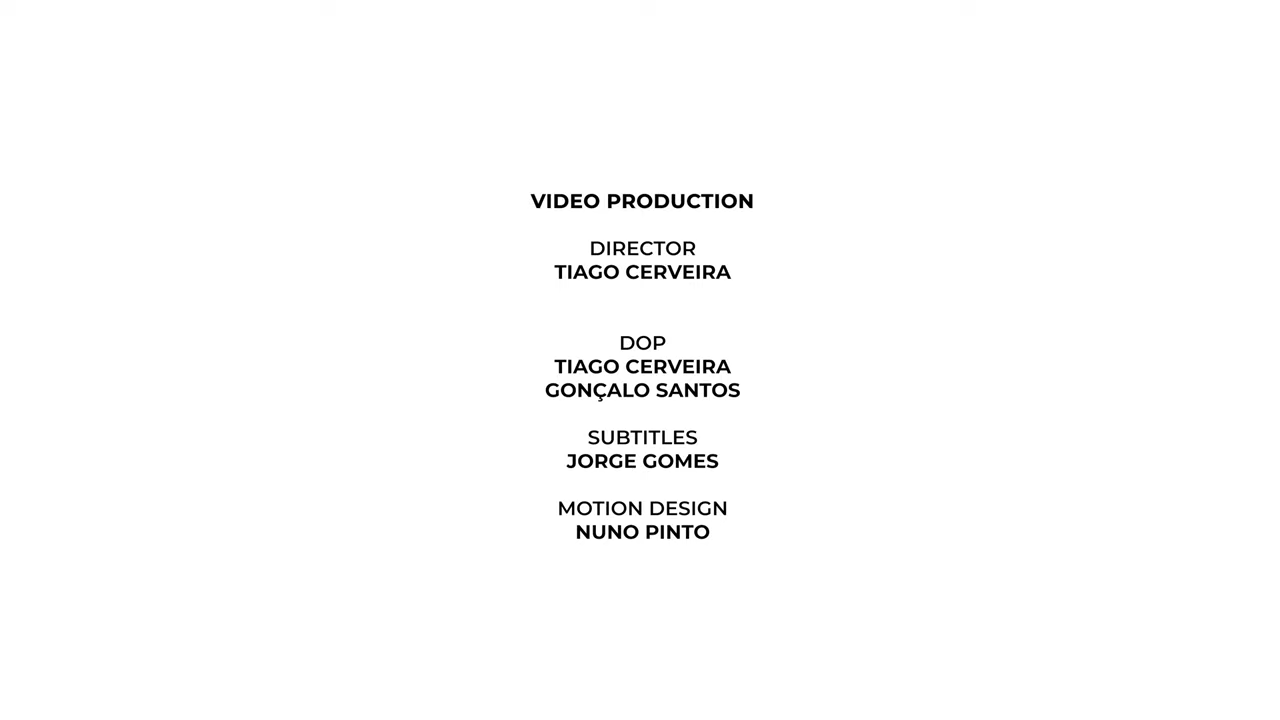 VIDEO PRODUCTION
DIRECTOR
TIAGO CERVEIRA
DOP
TIAGO CERVEIRA
GONÇALO SANTOS
SUBTITLES
JORGE GOMES
MOTION DESIGN
NUNO PINTO